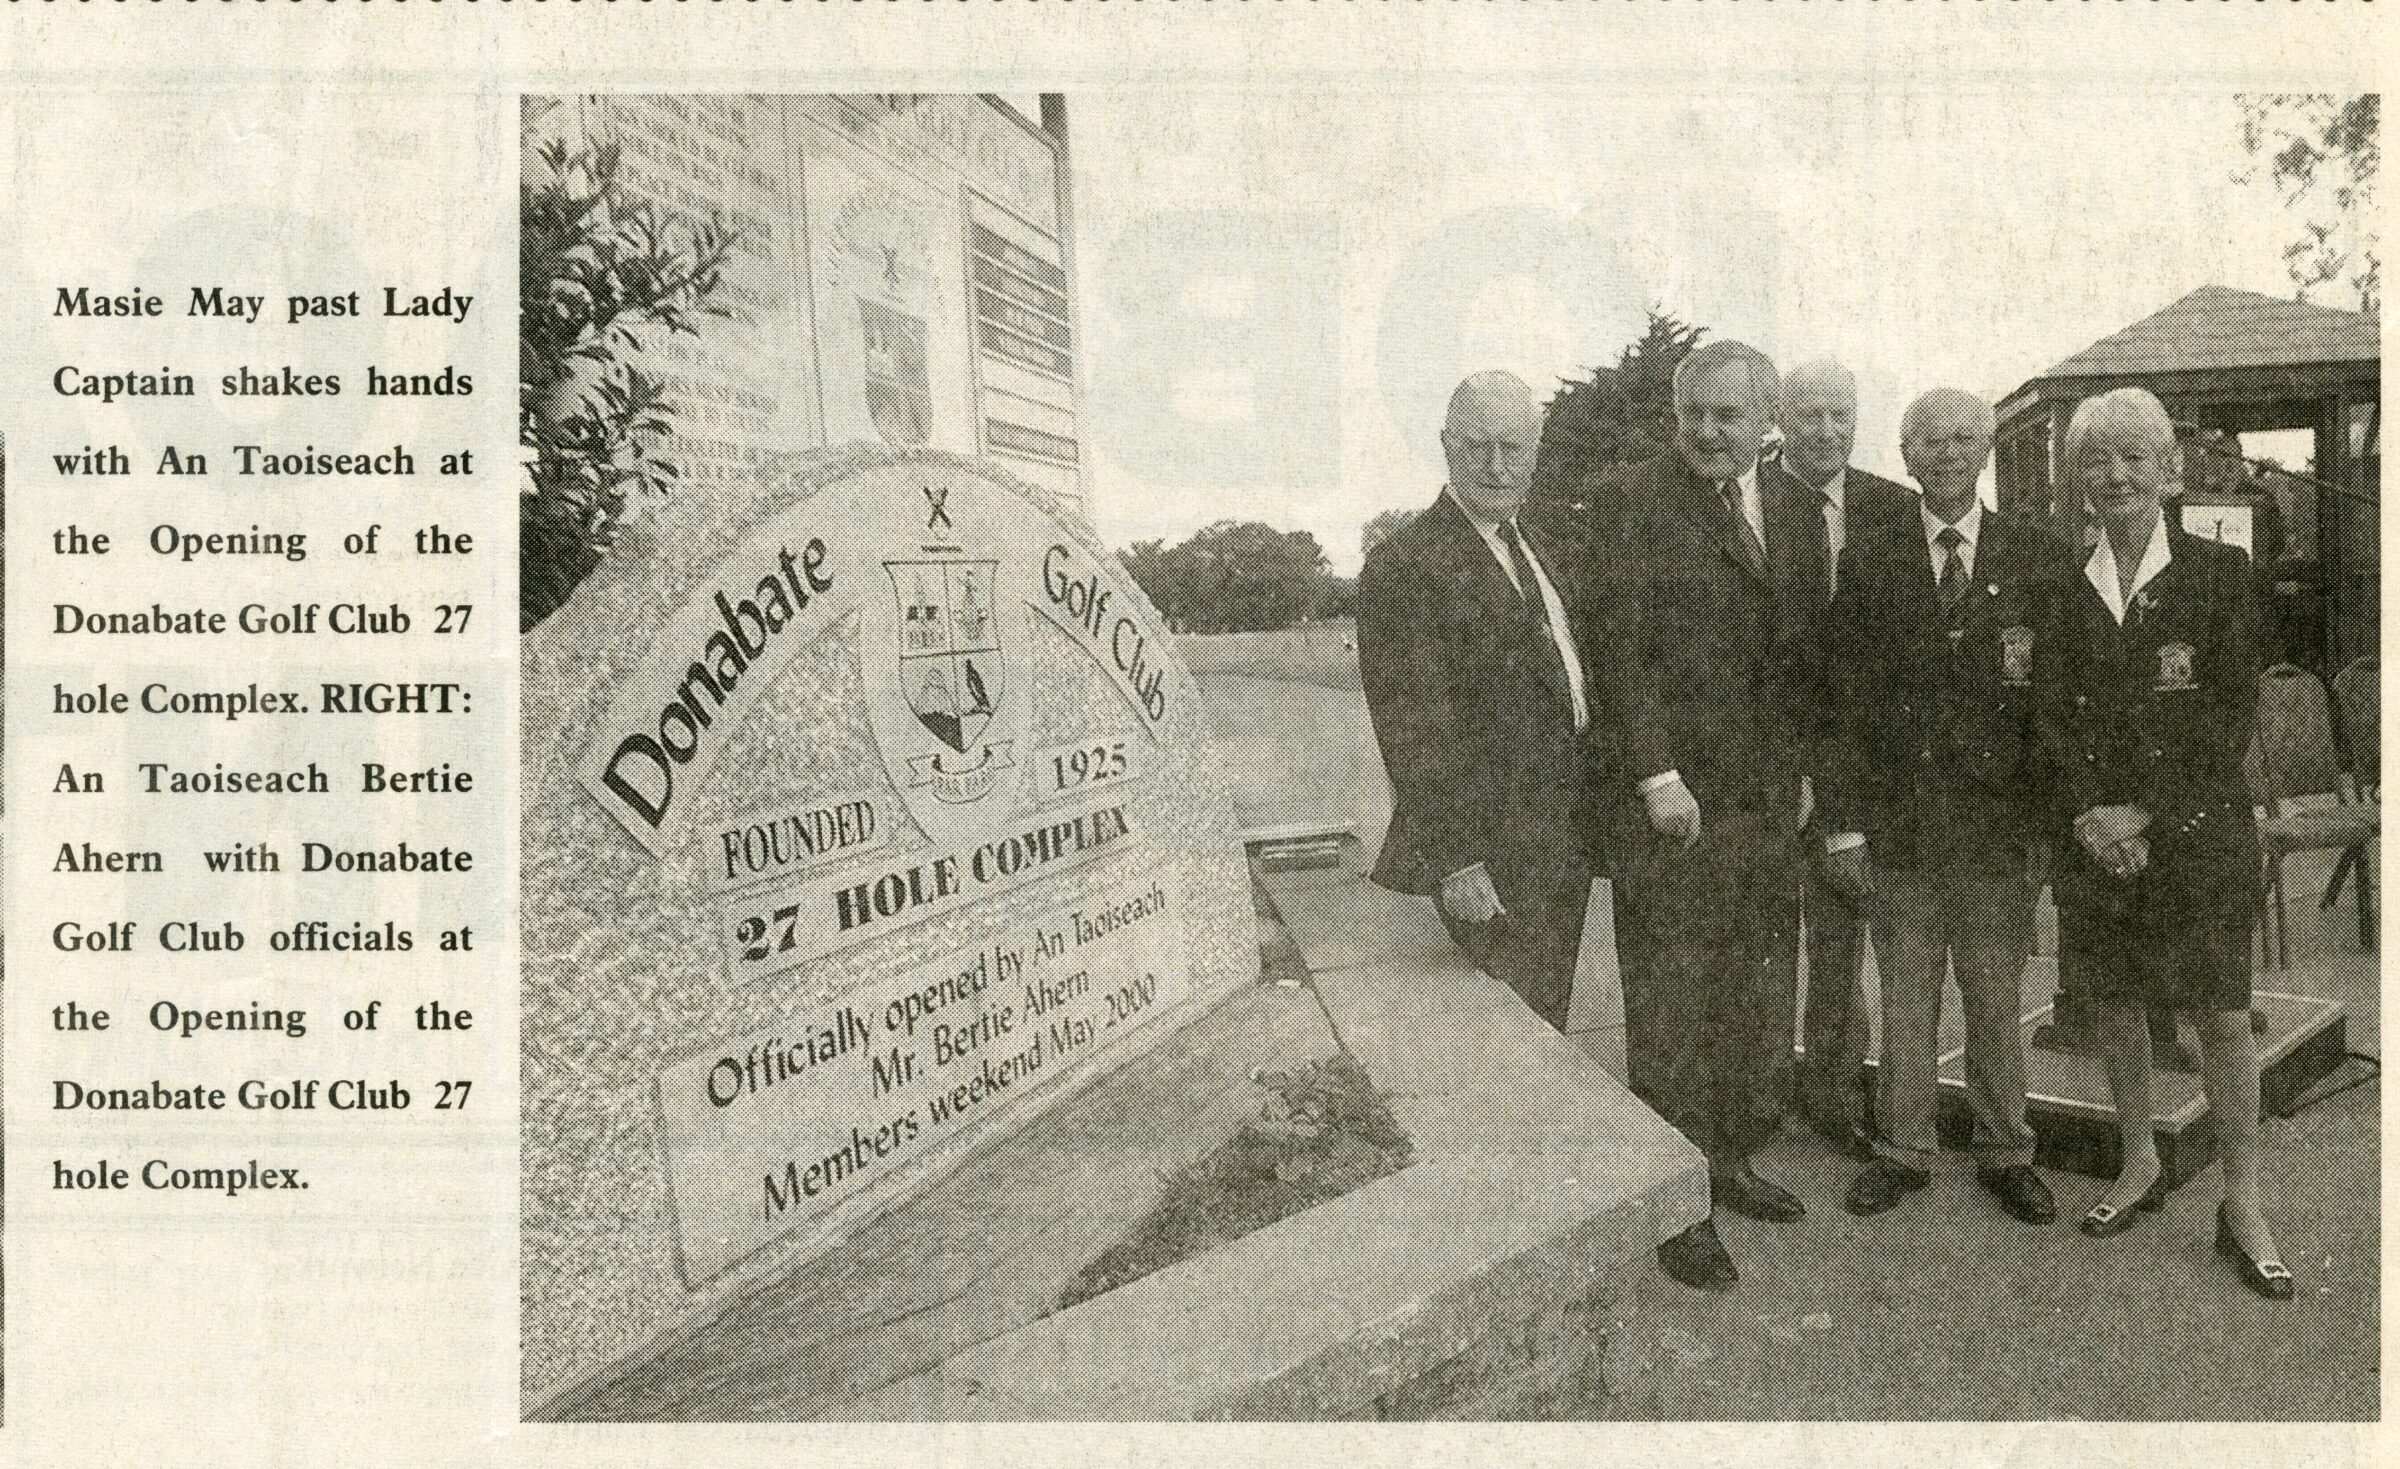 Masie May past Lady
Captain shakes hands
with An Taoiseach at
the Opening of the
Donabate Golf Club 27
hole Complex. RIGHT:
An Taoiseach Bertie
Ahern with Donabate
Golf Club officials at
the Opening of the
Donabate Golf Club 27
hole Complex.
Donabate Golf Club
FOUNDED 1925
27 HOLE COMPLEX
Officially opened by An Taoiseach
Mr. Bertie Ahern
Members weekend May 2000